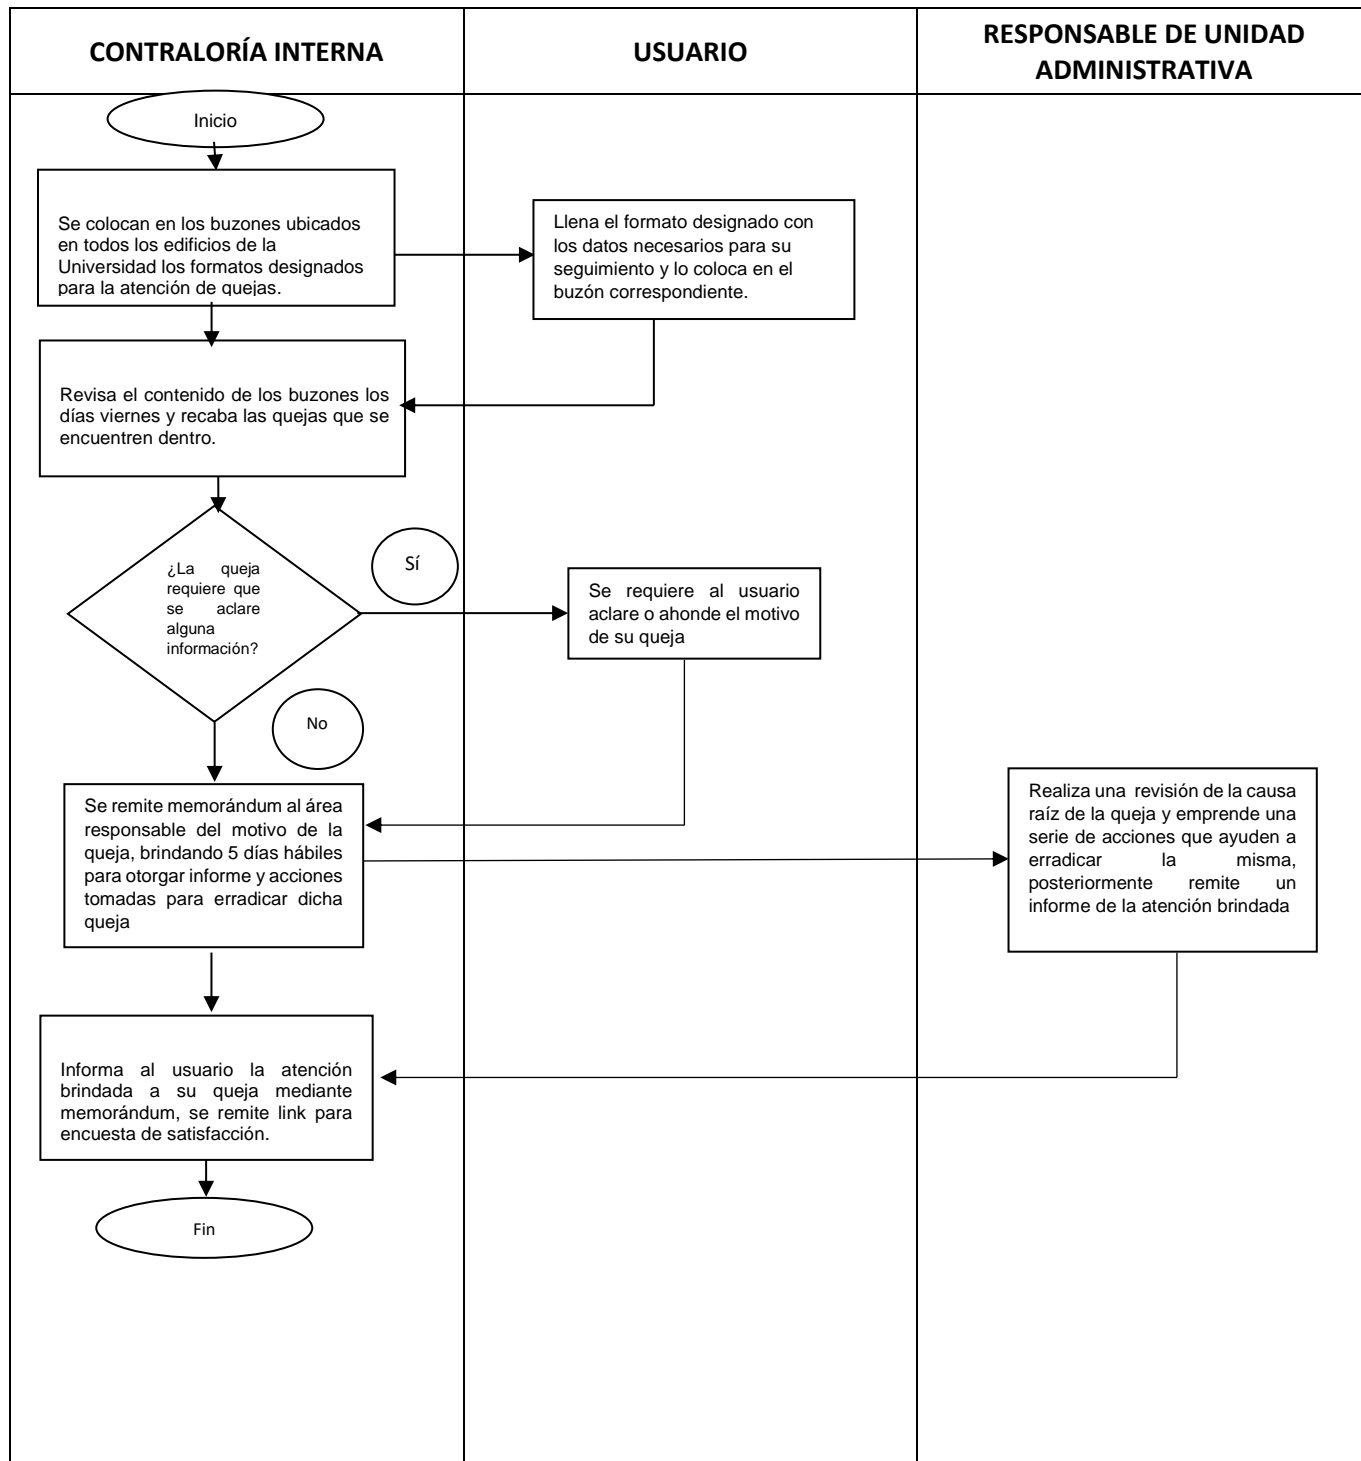 CONTRALORÍA INTERNA
USUARIO
RESPONSABLE DE UNIDAD
ADMINISTRATIVA
Inicio
Se colocan en los buzones ubicados
en todos los edificios de la
Universidad los formatos designados
para la atención de quejas.
Llena el formato designado con
los datos necesarios para su
seguimiento y lo coloca en el
buzón correspondiente.
Revisa el contenido de los buzones los
días viernes y recaba las quejas que se
encuentren dentro.
¿La queja
requiere que
se aclare
alguna
información?
Sí
Se requiere al usuario
aclare o ahonde el motivo
de su queja
No
Se remite memorándum al área
responsable del motivo de la
queja, brindando 5 días hábiles
para otorgar informe y acciones
tomadas para erradicar dicha
queja
Realiza una revisión de la causa
raíz de la queja y emprende una
serie de acciones que ayuden a
erradicar la misma,
posteriormente remite un
informe de la atención brindada
Informa al usuario la atención
brindada a su queja mediante
memorándum, se remite link para
encuesta de satisfacción.
Fin